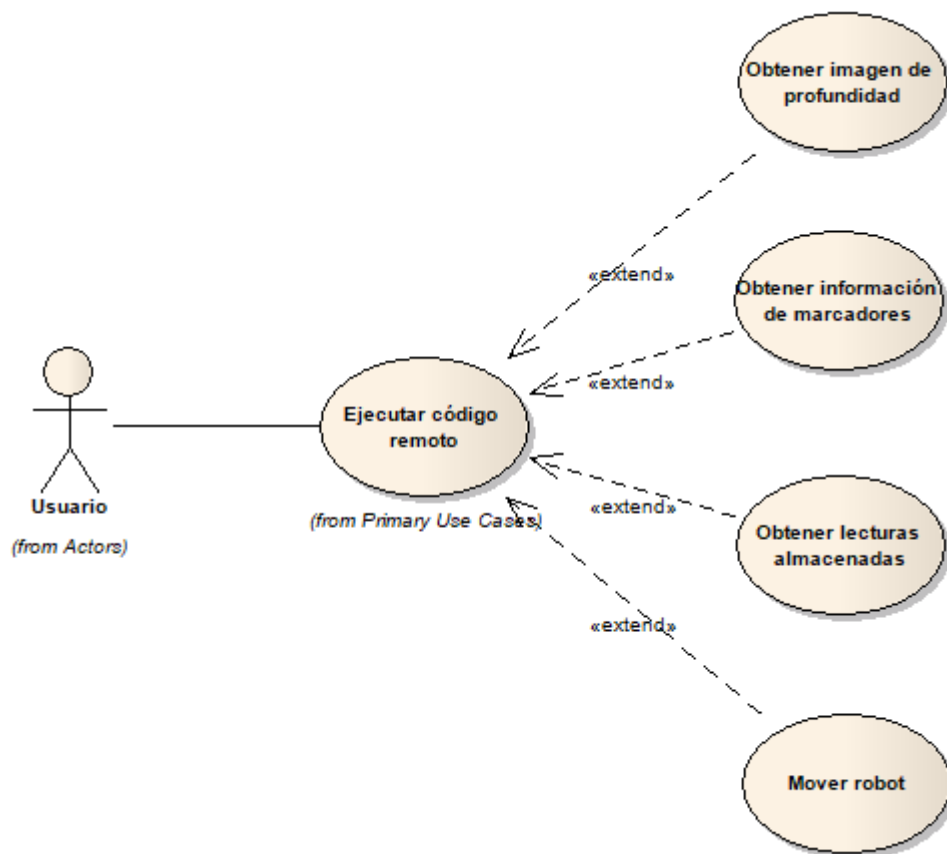 Obtener imagen de
profundidad
«extend»
Obtener información
de marcadores
«extend»
Ejecutar código
remoto
Usuario
(from Actors)
(from Primary Use Cases)
«extend»
Obtener lecturas
almacenadas
«extend»
Mover robot